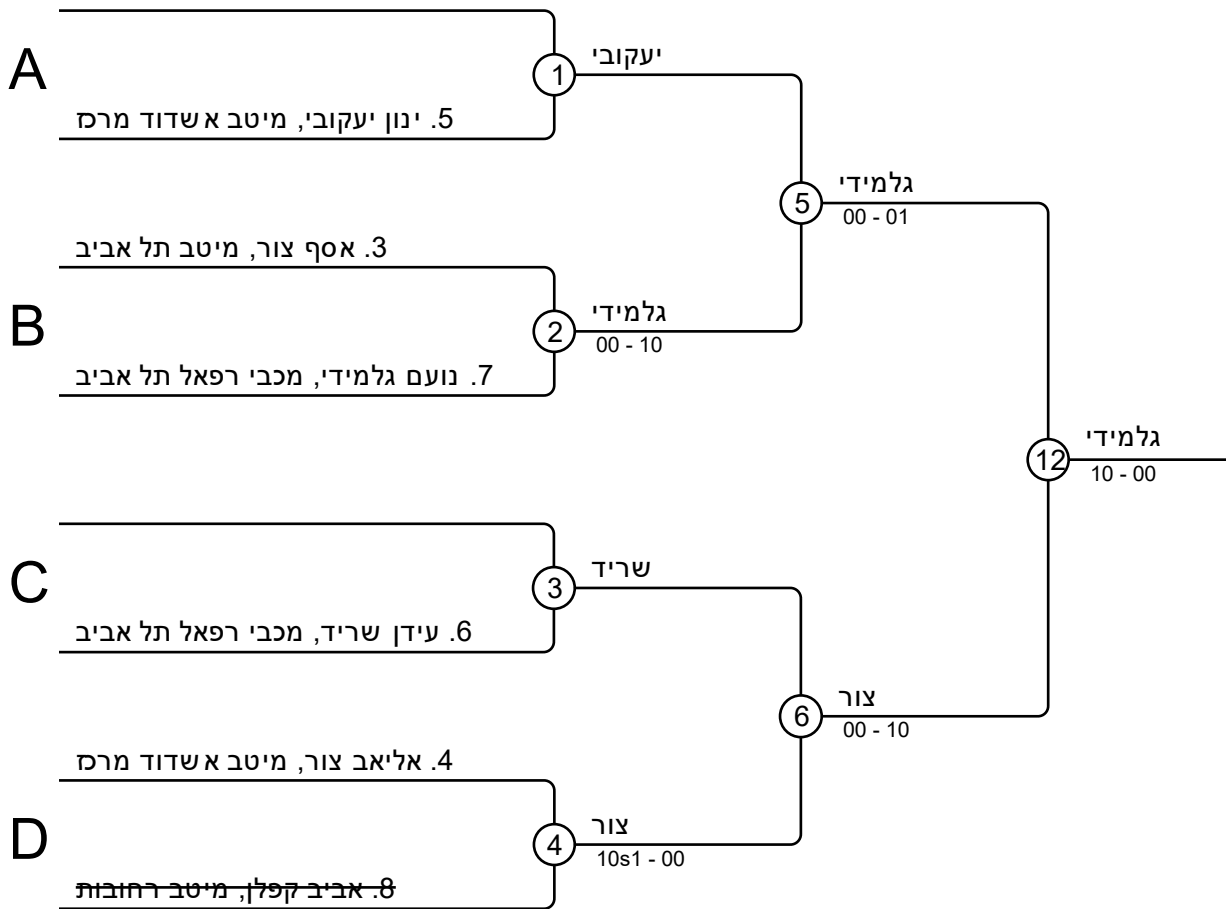 A
1
יעקובי
5. ינון יעקובי, מיטב אשדוד מרכז
5
גלמידי
00 - 01
3. אסף צור, מיטב תל אביב
B
2
גלמידי
00 - 10
7. נועם גלמידי, מכבי רפאל תל אביב
12
גלמידי
10 - 00
C
3
שריד
6. עידן שריד, מכבי רפאל תל אביב
6
צור
00 - 10
4. אליאב צור, מיטב אשדוד מרכז
D
4
צור
10s1 - 00
8. אביב קפלן, מיטב רחובות